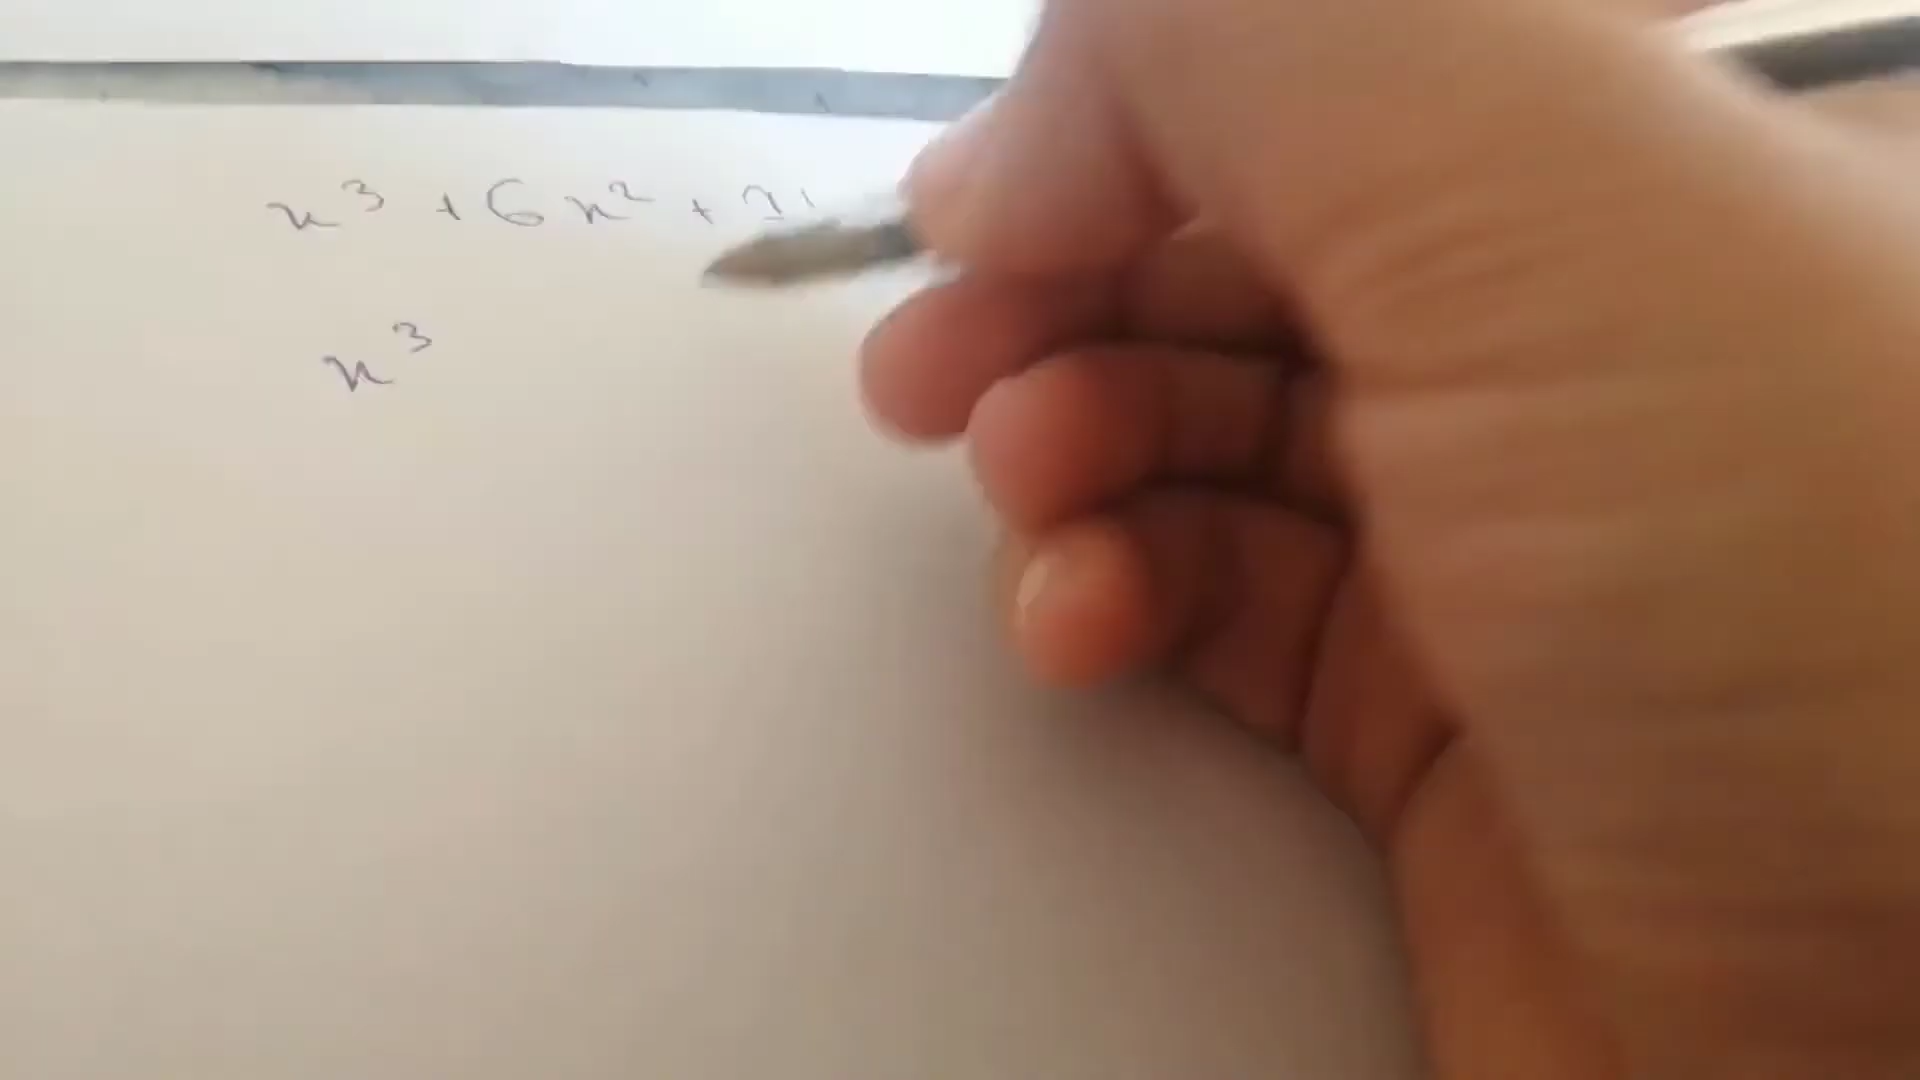 x³ + 6x² +
x³